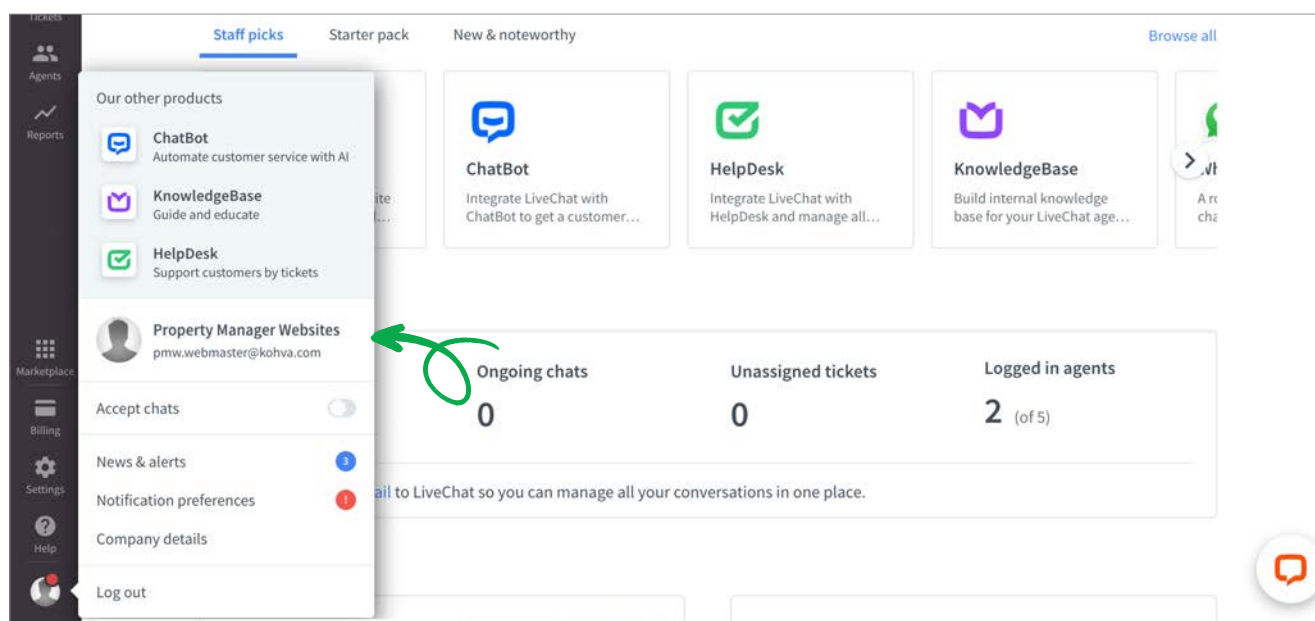 Tickets
Agents
Reports
Marketplace
Billing
Settings
Help
Our other products
ChatBot
Automate customer service with AI
KnowledgeBase
Guide and educate
HelpDesk
Support customers by tickets
Property Manager Websites
pmw.webmaster@kohva.com
Accept chats
News & alerts
3
Notification preferences
!
Company details
Log out
Staff picks
Starter pack
New & noteworthy
Browse all
ChatBot
Integrate LiveChat with
ChatBot to get a customer...
HelpDesk
Integrate LiveChat with
HelpDesk and manage all...
KnowledgeBase
Build internal knowledge
base for your LiveChat age...
Ongoing chats
0
Unassigned tickets
0
Logged in agents
2 (of 5)
to LiveChat so you can manage all your conversations in one place.